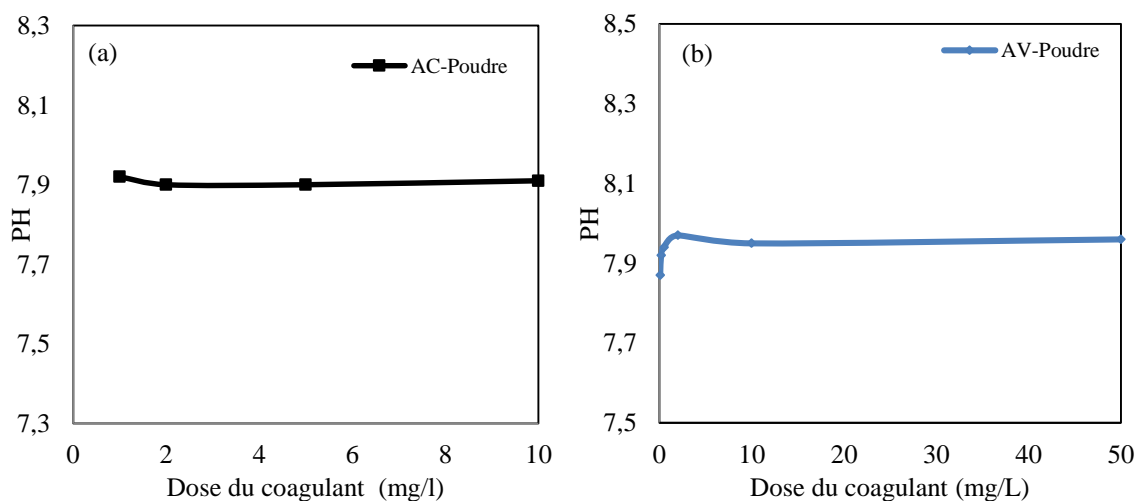 (a)
AC-Poudre
PH
8,3
8,1
7,9
7,7
7,5
7,3
0 2 4 6 8 10
Dose du coagulant (mg/l)
(b)
AV-Poudre
PH
8,5
8,3
8,1
7,9
7,7
7,5
0 10 20 30 40 50
Dose du coagulant (mg/L)